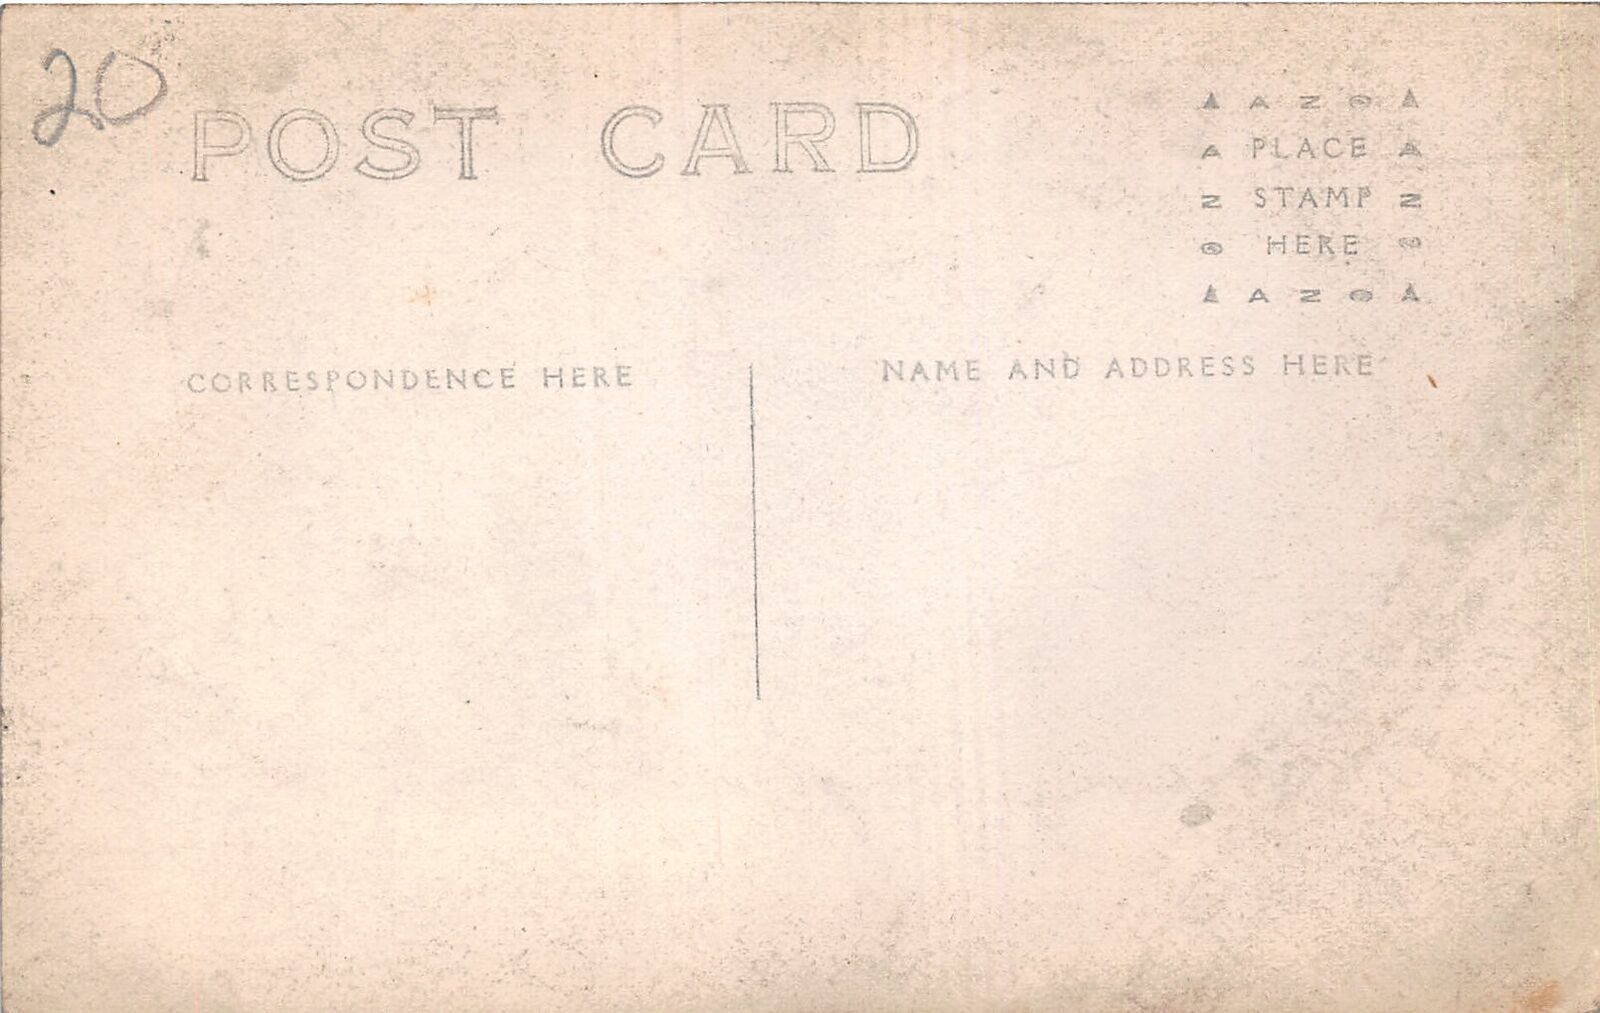 20
POST CARD
▲ A Z O ▲
A PLACE A
Z STAMP Z
O HERE O
▲ A Z O ▲
CORRESPONDENCE HERE
NAME AND ADDRESS HERE